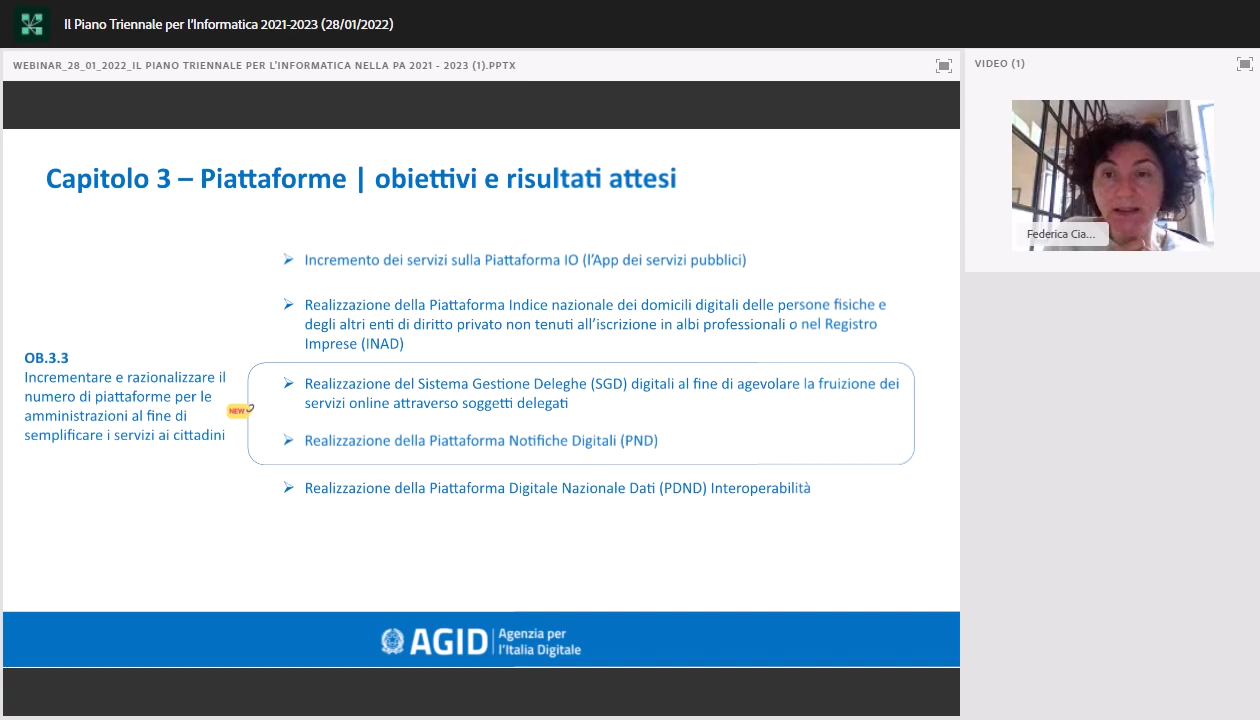 Il Piano Triennale per l'Informatica 2021-2023 (28/01/2022)
WEBINAR_28_01_2022_IL PIANO TRIENNALE PER L'INFORMATICA NELLA PA 2021 - 2023 (1).PPTX
VIDEO (1)
Federica Cia...
Capitolo 3 – Piattaforme | obiettivi e risultati attesi
➢ Incremento dei servizi sulla Piattaforma IO (l'App dei servizi pubblici)
➢ Realizzazione della Piattaforma Indice nazionale dei domicili digitali delle persone fisiche e
degli altri enti di diritto privato non tenuti all'iscrizione in albi professionali o nel Registro
Imprese (INAD)
OB.3.3
Incrementare e razionalizzare il
numero di piattaforme per le
amministrazioni al fine di
semplificare i servizi ai cittadini
NEW
➢ Realizzazione del Sistema Gestione Deleghe (SGD) digitali al fine di agevolare la fruizione dei
servizi online attraverso soggetti delegati
➢ Realizzazione della Piattaforma Notifiche Digitali (PND)
➢ Realizzazione della Piattaforma Digitale Nazionale Dati (PDND) Interoperabilità
AGID
Agenzia per
l'Italia Digitale